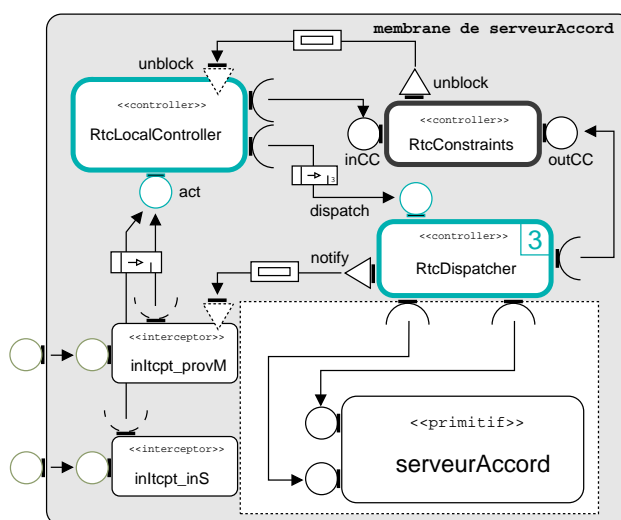 membrane de serveurAccord
unblock
unblock
<<controller>>
RtcLocalController
<<controller>>
RtcConstraints
inCC
outCC
3
act
dispatch
<<controller>>
3
RtcDispatcher
notify
<<interceptor>>
inItcpt_provM
<<primitif>>
serveurAccord
<<interceptor>>
inItcpt_inS